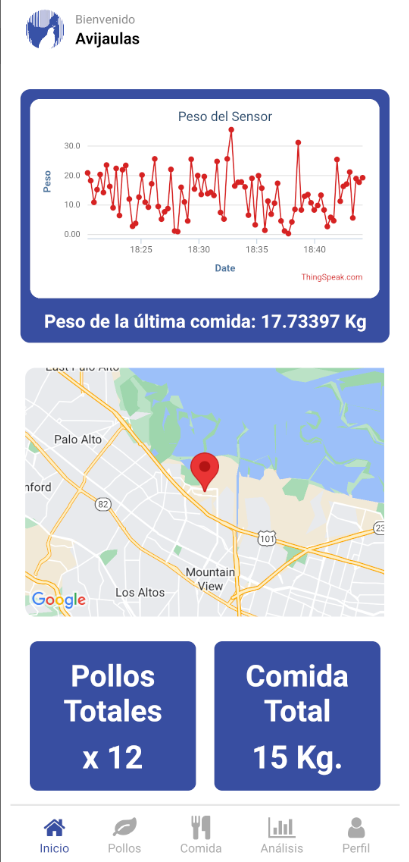 Bienvenido
Avijaulas
Peso del Sensor
Peso
30.0
20.0
10.0
0.00
18:25
18:30
18:35
18:40
Date
ThingSpeak.com
Peso de la última comida: 17.73397 Kg
East Palo Alto
Palo Alto
nford
82
101
23
Mountain
View
Los Altos
Google
Pollos
Totales
x 12
Comida
Total
15 Kg.
Inicio
Pollos
Comida
Análisis
Perfil